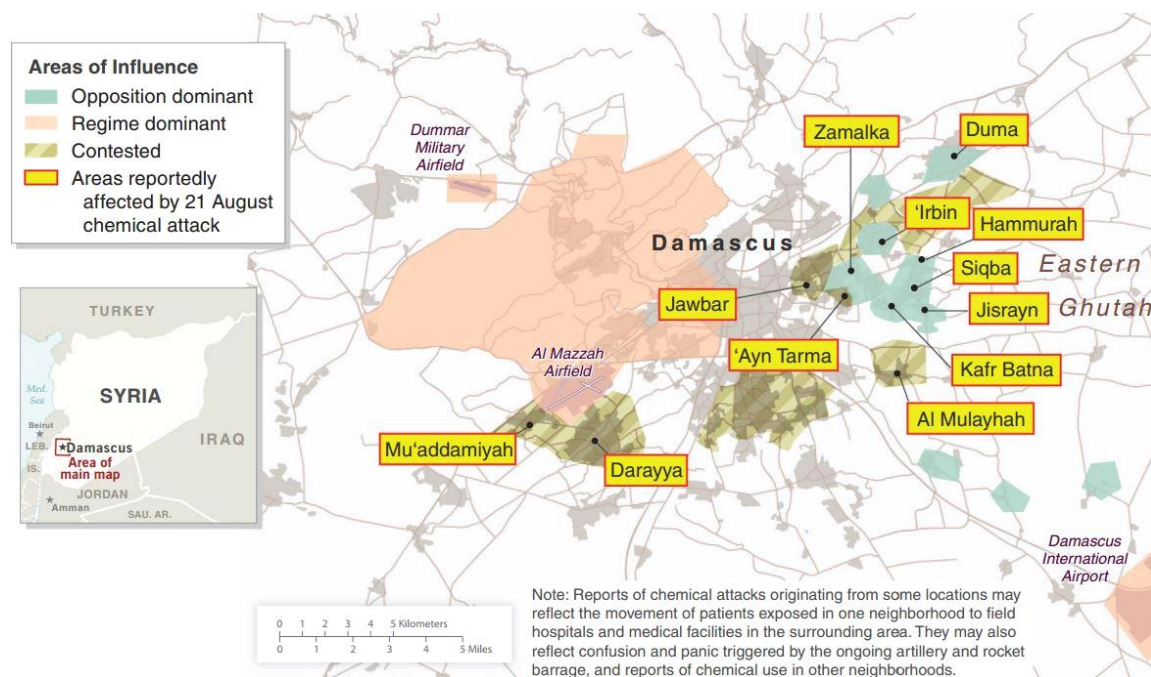 Areas of Influence
Opposition dominant
Regime dominant
Contested
Areas reportedly
affected by 21 August
chemical attack
Dummar
Military
Airfield
Zamalka
Duma
ʻIrbin
Hammurah
Damascus
Siqba
Eastern
Jawbar
Jisrayn
Ghutah
ʻAyn Tarma
Al Mazzah
Airfield
Kafr Batna
Al Mulayhah
Muʻaddamiyah
Darayya
TURKEY
Med.
Sea
SYRIA
Beirut
LEB.
Damascus
IRAQ
Area of
main map
IS.
JORDAN
Amman
SAU. AR.
Damascus
International
Airport
0 1 2 3 4 5 Kilometers
0 1 2 3 4 5 Miles
Note: Reports of chemical attacks originating from some locations may
reflect the movement of patients exposed in one neighborhood to field
hospitals and medical facilities in the surrounding area. They may also
reflect confusion and panic triggered by the ongoing artillery and rocket
barrage, and reports of chemical use in other neighborhoods.